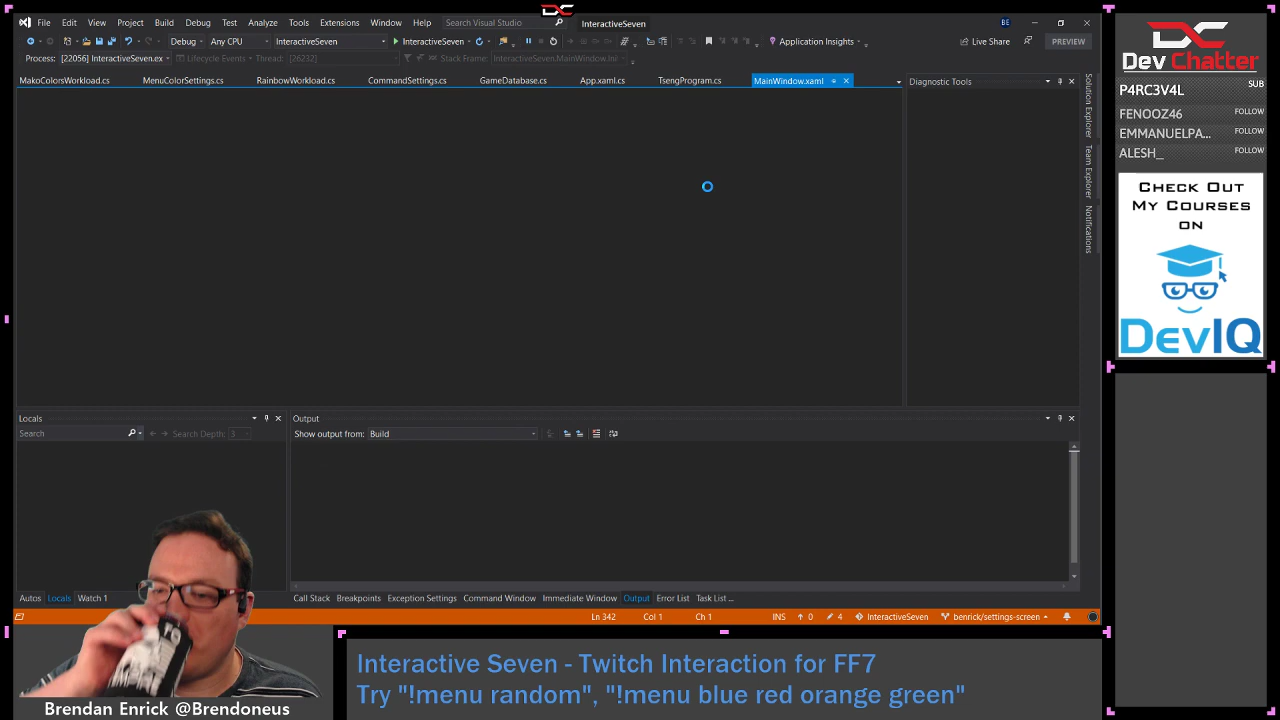 File Edit View Project Build Debug Test Analyze Tools Extensions Window Help Search Visual Studio InteractiveSeven BE
Debug Any CPU InteractiveSeven InteractiveSeven Application Insights Live Share PREVIEW
Process: [22056] InteractiveSeven.ex Lifecycle Events Thread: [26232] Stack Frame InteractiveSeven.MainWindow.Ini
MakoColorsWorkload.cs MenuColorSettings.cs RainbowWorkload.cs CommandSettings.cs GameDatabase.cs App.xaml.cs TsengProgram.cs MainWindow.xaml Diagnostic Tools
Solution Explorer
Team Explorer
Notifications
Locals
Search Search Depth: 3
Output
Show output from: Build
Autos Locals Watch 1
Call Stack Breakpoints Exception Settings Command Window Immediate Window Output Error List Task List ...
Ln 342 Col 1 Ch 1 INS 0 4 InteractiveSeven benrick/settings-screen
Dev Chatter
P4RC3V4L SUB
FENOOZ46 FOLLOW
EMMANUELPA... FOLLOW
ALESH_ FOLLOW
CHECK OUT
MY COURSES
ON
DevIQ
Brendan Enrick @Brendoneus
Interactive Seven - Twitch Interaction for FF7
Try "!menu random", "!menu blue red orange green"